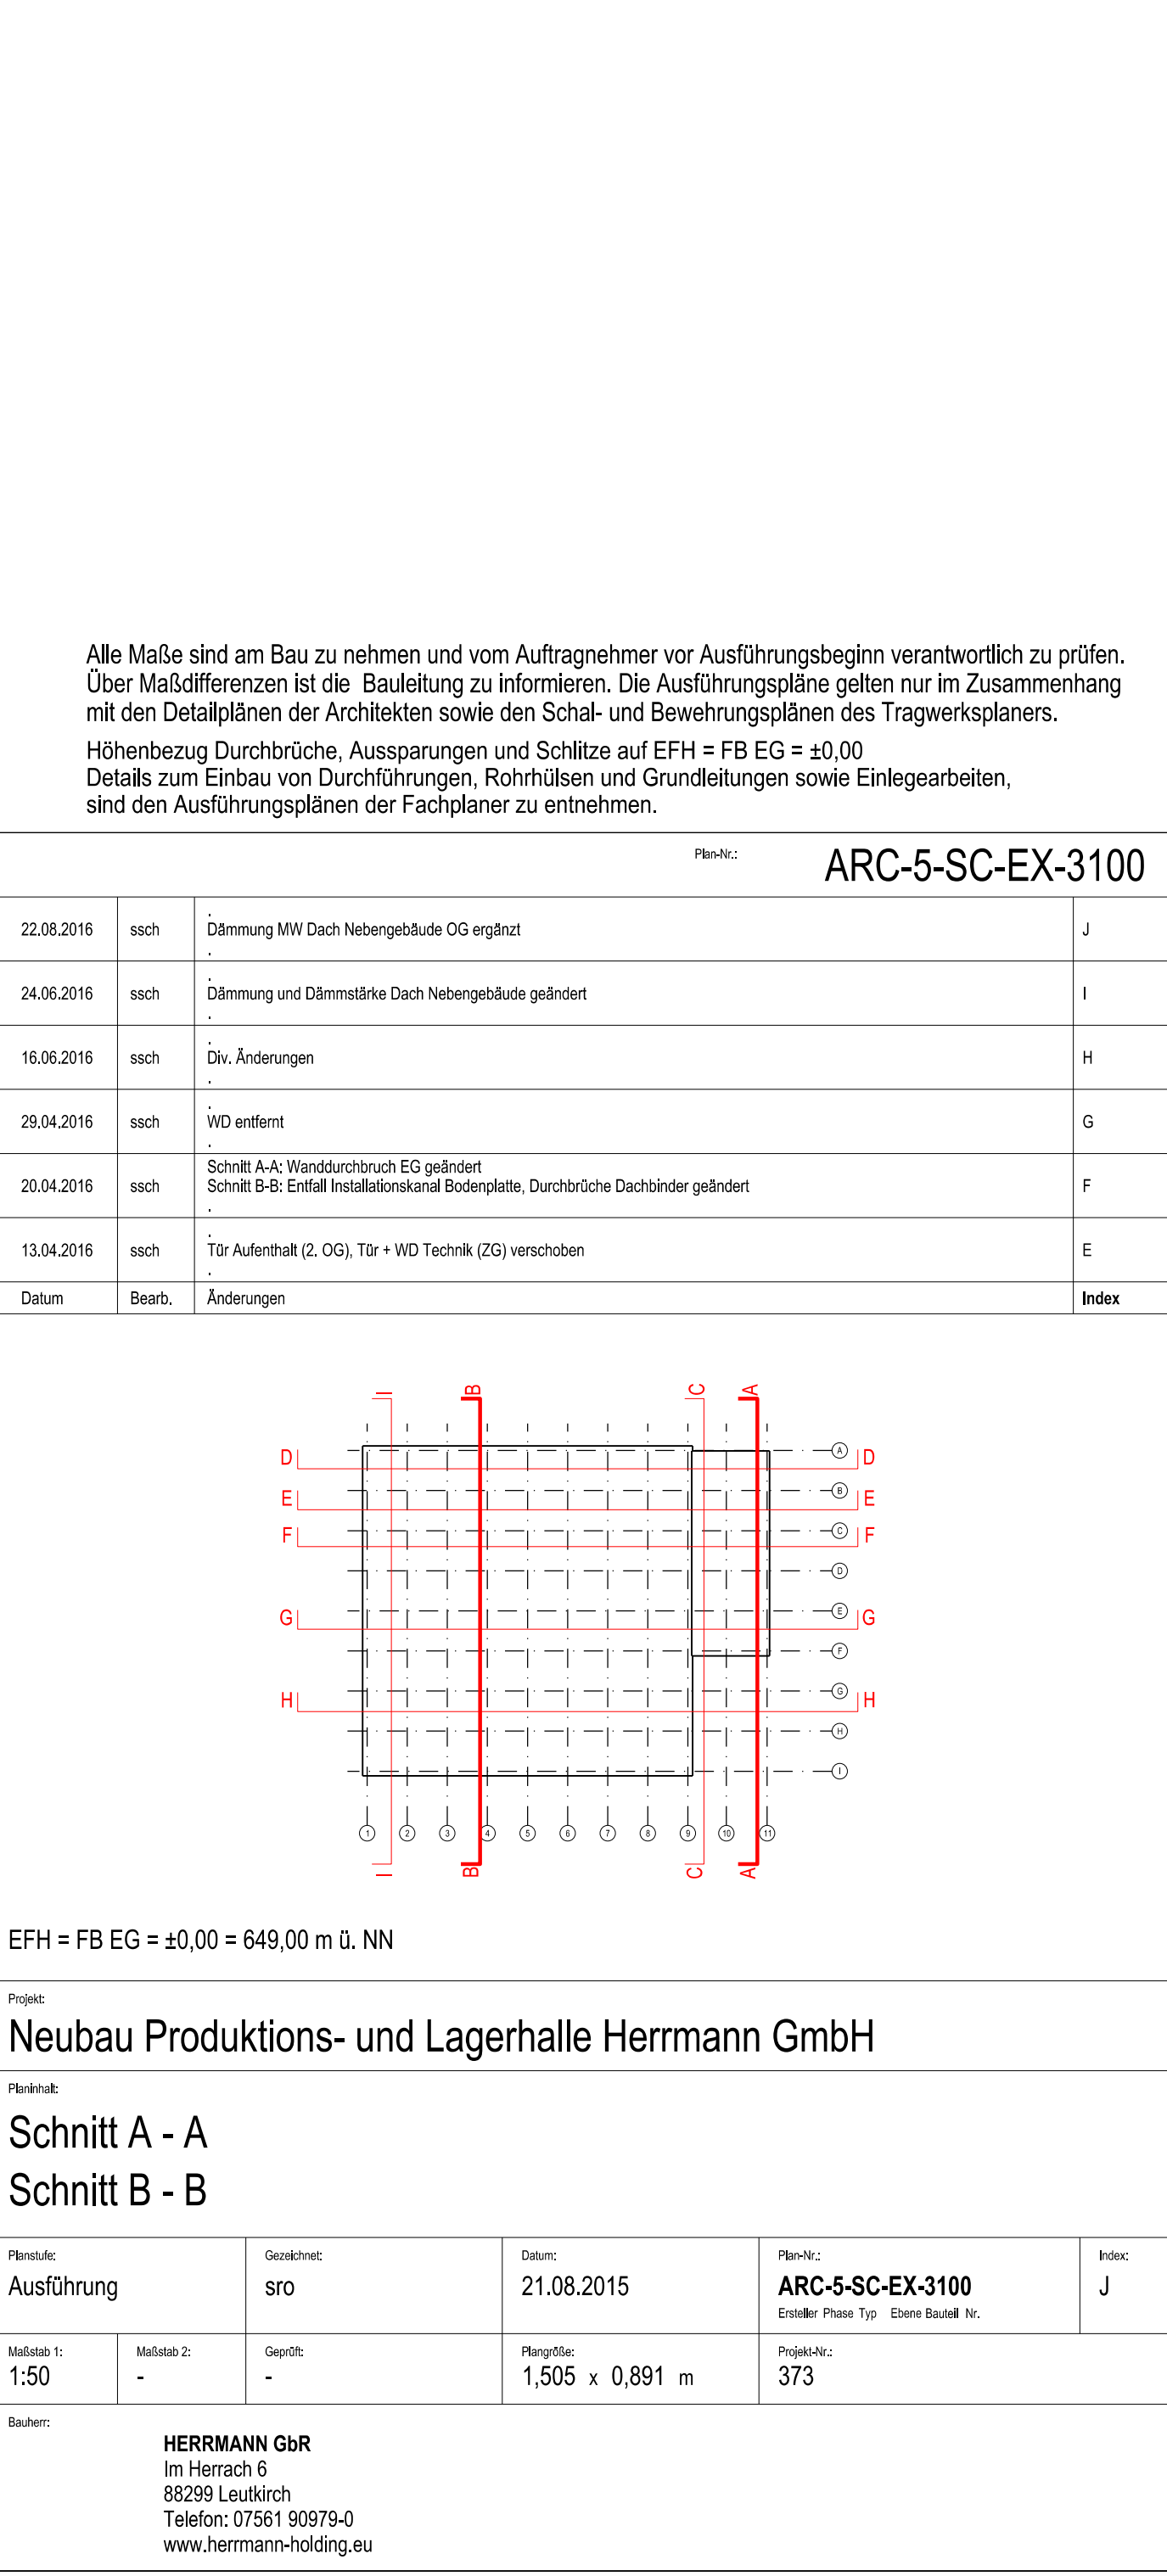 Alle Maße sind am Bau zu nehmen und vom Auftragnehmer vor Ausführungsbeginn verantwortlich zu prüfen.
Über Maßdifferenzen ist die Bauleitung zu informieren. Die Ausführungspläne gelten nur im Zusammenhang
mit den Detailplänen der Architekten sowie den Schal- und Bewehrungsplänen des Tragwerksplaners.
Höhenbezug Durchbrüche, Aussparungen und Schlitze auf EFH = FB EG = ±0,00
Details zum Einbau von Durchführungen, Rohrhülsen und Grundleitungen sowie Einlegearbeiten,
sind den Ausführungsplänen der Fachplaner zu entnehmen.
Plan-Nr.: ARC-5-SC-EX-3100
22.08.2016 ssch Dämmung MW Dach Nebengebäude OG ergänzt J
24.06.2016 ssch Dämmung und Dämmstärke Dach Nebengebäude geändert I
16.06.2016 ssch Div. Änderungen H
29.04.2016 ssch WD entfernt G
Schnitt A-A: Wanddurchbruch EG geändert
20.04.2016 ssch Schnitt B-B: Entfall Installationskanal Bodenplatte, Durchbrüche Dachbinder geändert F
13.04.2016 ssch Tür Aufenthalt (2. OG), Tür + WD Technik (ZG) verschoben E
Datum Bearb. Änderungen Index
I B C A
A
D D
B
E E
C
F F
D
E
G G
F
G
H H
H
I
1 2 3 4 5 6 7 8 9 10 11
I B C A
EFH = FB EG = ±0,00 = 649,00 m ü. NN
Projekt:
Neubau Produktions- und Lagerhalle Herrmann GmbH
Planinhalt:
Schnitt A - A
Schnitt B - B
Planstufe: Gezeichnet: Datum: Plan-Nr.: Index:
Ausführung sro 21.08.2015 ARC-5-SC-EX-3100 J
Ersteller Phase Typ Ebene Bauteil Nr.
Maßstab 1: Maßstab 2: Geprüft: Plangröße: Projekt-Nr.:
1:50 - - 1,505 x 0,891 m 373
Bauherr:
HERRMANN GbR
Im Herrach 6
88299 Leutkirch
Telefon: 07561 90979-0
www.herrmann-holding.eu